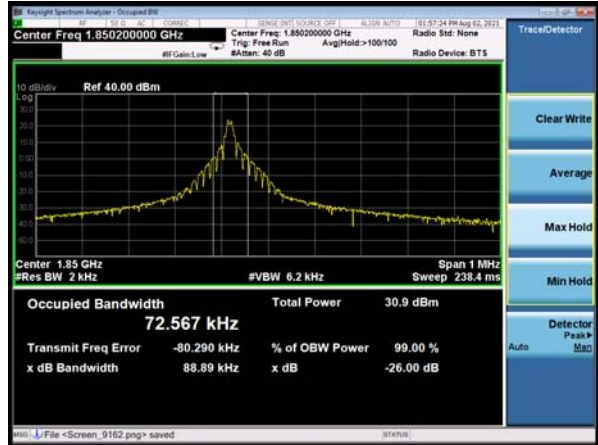 Keysight Spectrum Analyzer - Occupied BW
RF 50 Ω AC CORREC SENSE:INT SOURCE OFF ALIGN AUTO 01:57:24 PM Aug 02, 2021
Center Freq 1.850200000 GHz
Center Freq: 1.850200000 GHz
Radio Std: None
Trig: Free Run Avg|Hold:>100/100
#IFGain:Low #Atten: 40 dB Radio Device: BTS
Trace/Detector
10 dB/div Ref 40.00 dBm
Log
30.0
20.0
10.0
0.00
10.0
20.0
30.0
40.0
50.0
Center 1.85 GHz Span 1 MHz
#Res BW 2 kHz #VBW 6.2 kHz Sweep 238.4 ms
Occupied Bandwidth Total Power 30.9 dBm
72.567 kHz
Transmit Freq Error -80.290 kHz % of OBW Power 99.00 %
x dB Bandwidth 88.89 kHz x dB -26.00 dB
Clear Write
Average
Max Hold
Min Hold
Detector
Peak
Auto Man
MSG File <Screen_9162.png> saved STATUS